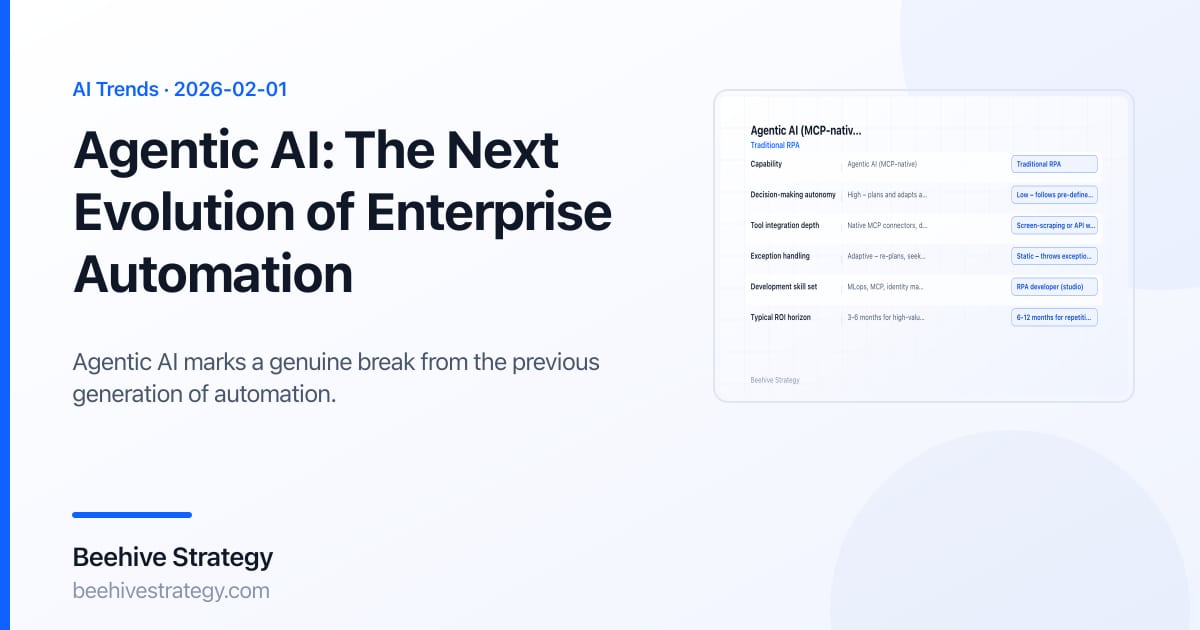 AI Trends · 2026-02-01
Agentic AI: The Next
Evolution of Enterprise
Automation
Agentic AI marks a genuine break from the previous
generation of automation.
Beehive Strategy
beehivestrategy.com
Agentic AI (MCP-nativ...
Traditional RPA
Capability Agentic AI (MCP-native) Traditional RPA
Decision-making autonomy High – plans and adapts a... Low – follows pre-define...
Tool integration depth Native MCP connectors, d... Screen-scraping or API w...
Exception handling Adaptive – re-plans, seek... Static – throws exceptio...
Development skill set MLops, MCP, identity ma... RPA developer (studio)
Typical ROI horizon 3-6 months for high-valu... 6-12 months for repetiti...
Beehive Strategy